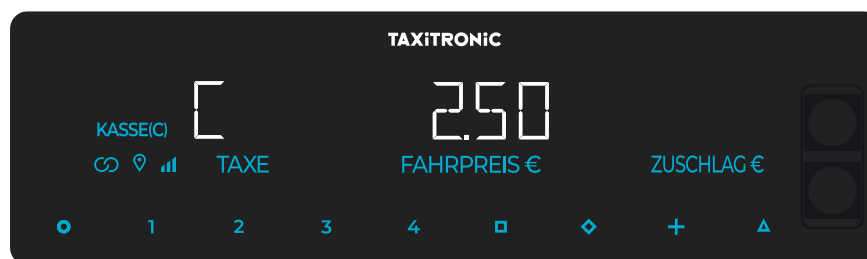 TAXiTRONiC
KASSE(C) C 2.50
TAXE FAHRPREIS € ZUSCHLAG €
1 2 3 4